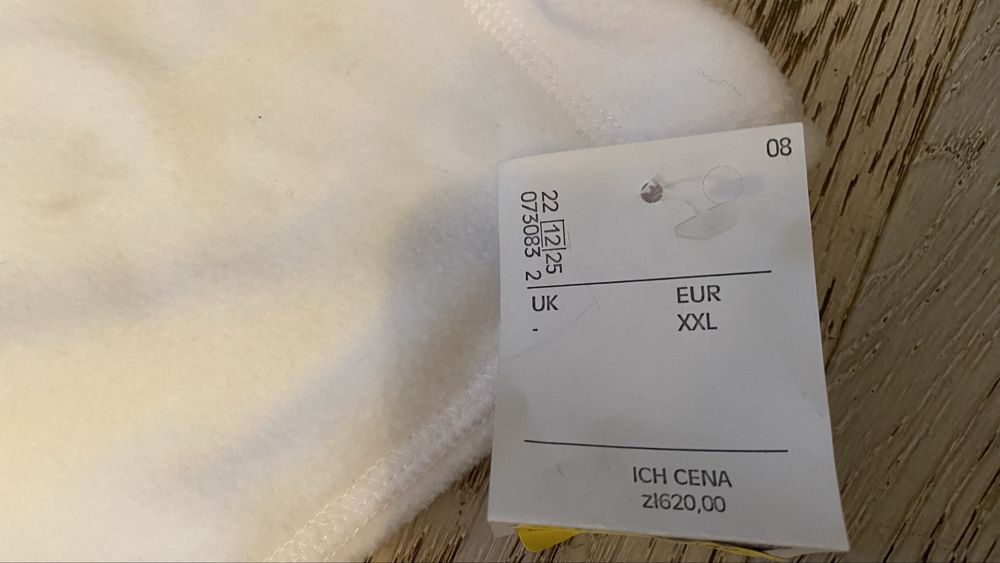 08
22 12 25
073083 2
UK
EUR
-
XXL
ICH CENA
zł620,00